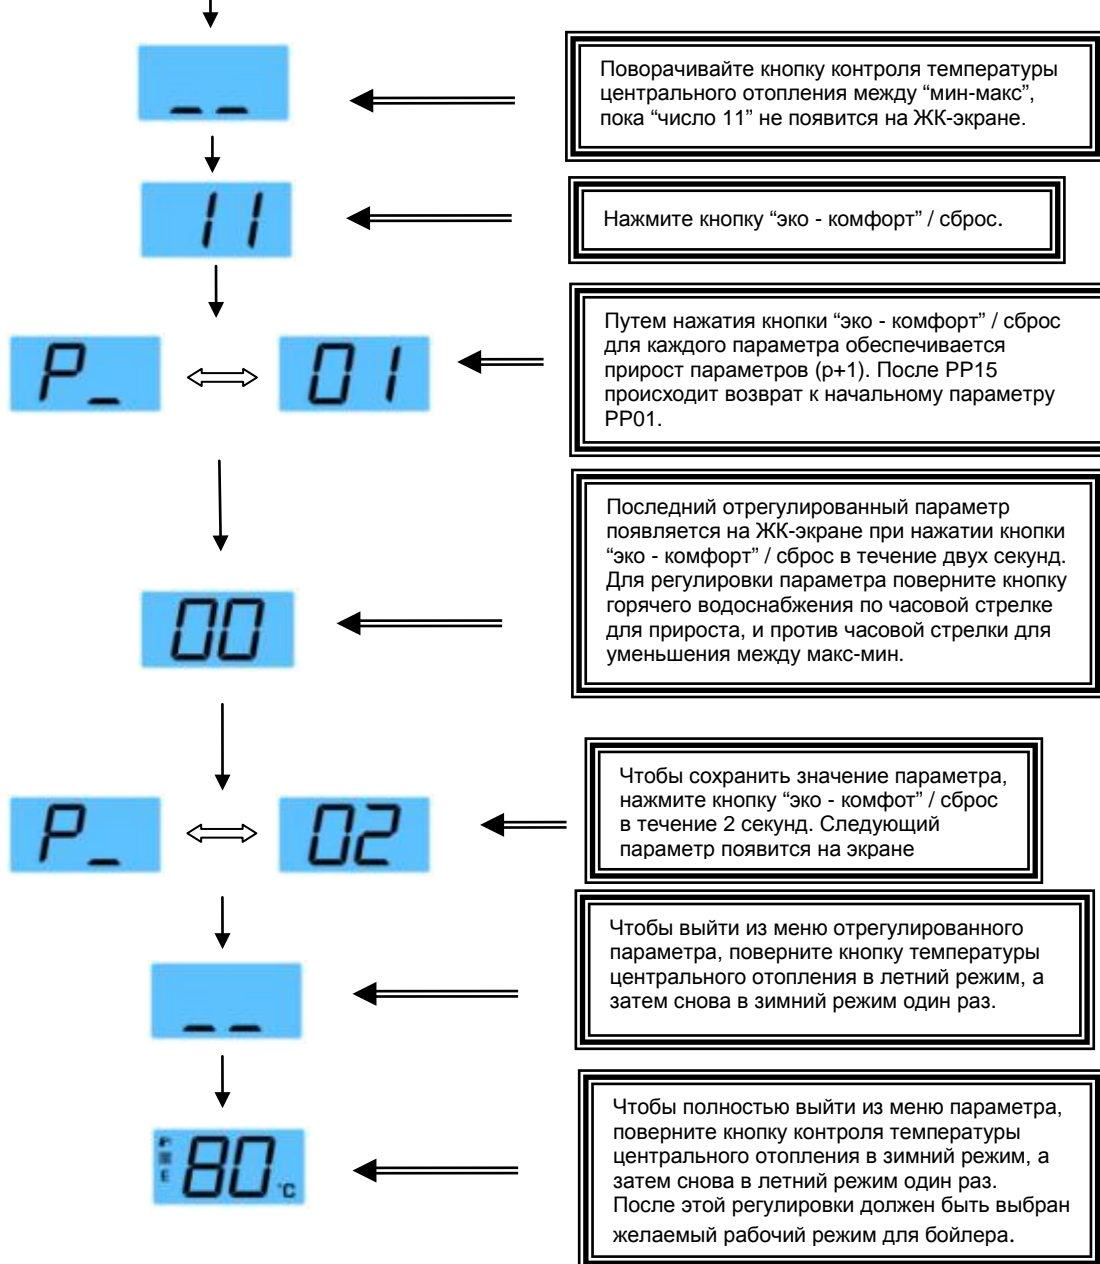 _ _
Поворачивайте кнопку контроля температуры
центрального отопления между “мин-макс”,
пока “число 11” не появится на ЖК-экране.
11
Нажмите кнопку “эко - комфорт” / сброс.
P_
01
Путем нажатия кнопки “эко - комфорт” / сброс
для каждого параметра обеспечивается
прирост параметров (p+1). После PP15
происходит возврат к начальному параметру
PP01.
Последний отрегулированный параметр
появляется на ЖК-экране при нажатии кнопки
“эко - комфорт” / сброс в течение двух секунд.
Для регулировки параметра поверните кнопку
горячего водоснабжения по часовой стрелке
для прироста, и против часовой стрелки для
уменьшения между макс-мин.
00
Чтобы сохранить значение параметра,
нажмите кнопку “эко - комфот” / сброс
в течение 2 секунд. Следующий
параметр появится на экране
P_
02
Чтобы выйти из меню отрегулированного
параметра, поверните кнопку температуры
центрального отопления в летний режим, а
затем снова в зимний режим один раз.
_ _
Чтобы полностью выйти из меню параметра,
поверните кнопку контроля температуры
центрального отопления в зимний режим, а
затем снова в летний режим один раз.
После этой регулировки должен быть выбран
желаемый рабочий режим для бойлера.
E 80 °C